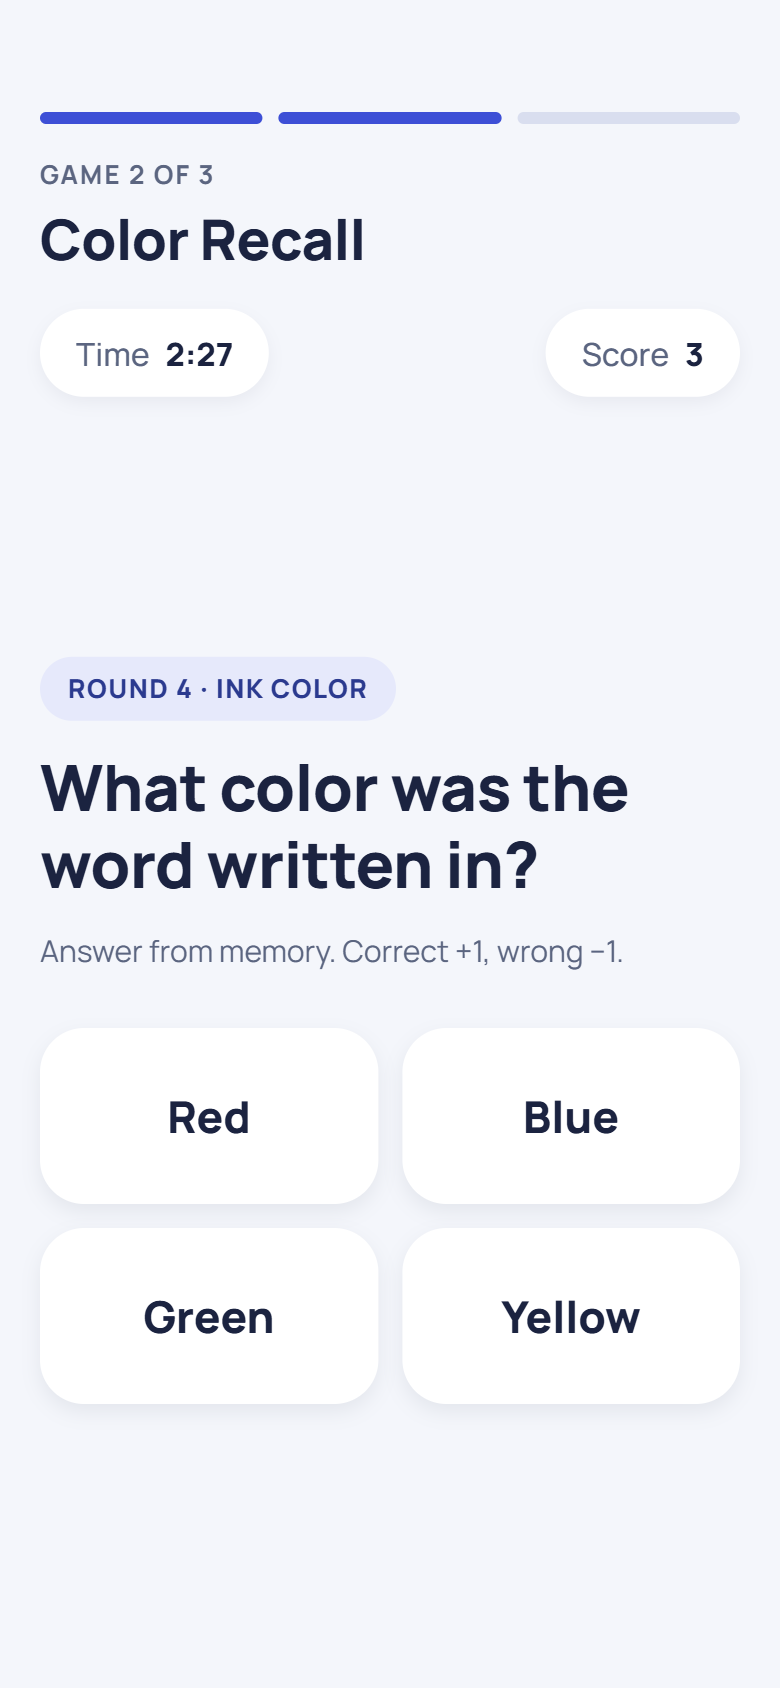 GAME 2 OF 3
Color Recall
Time 2:27
Score 3
ROUND 4 · INK COLOR
What color was the
word written in?
Answer from memory. Correct +1, wrong −1.
Red
Blue
Green
Yellow